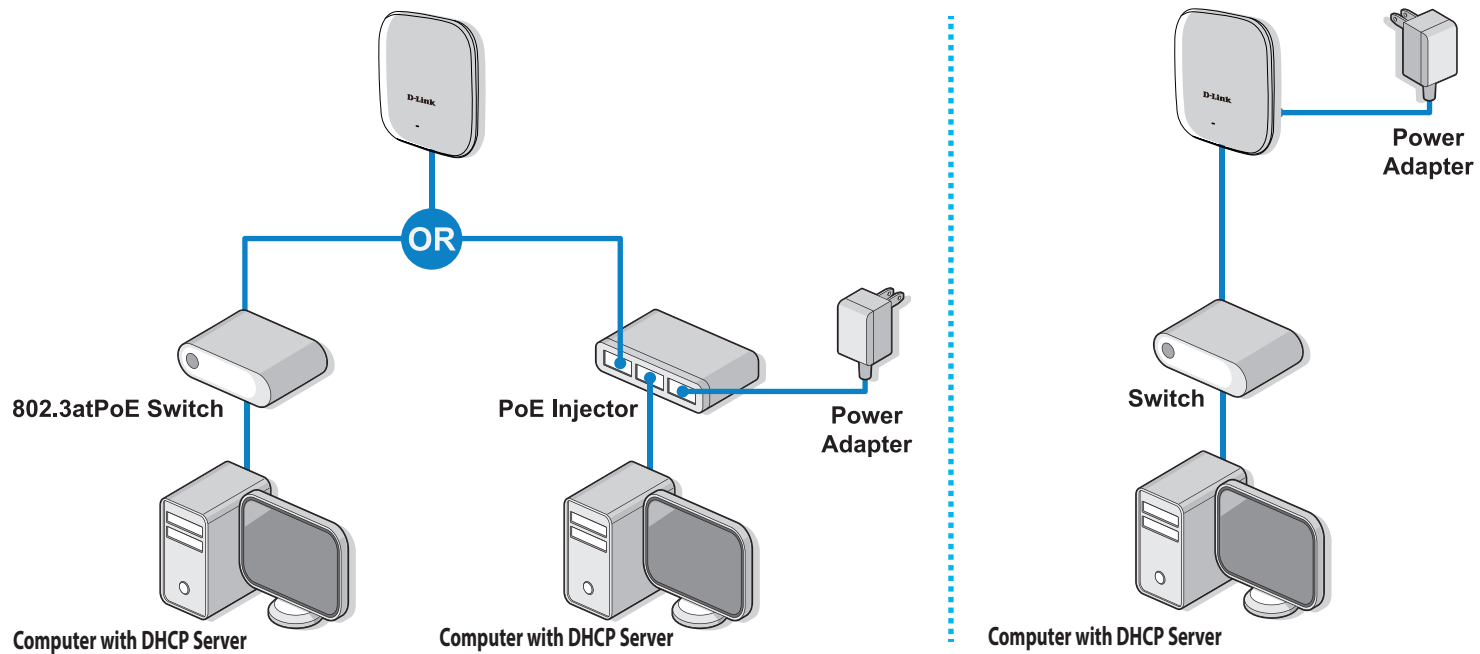 D-Link
OR
802.3atPoE Switch
PoE Injector
Power
Adapter
Computer with DHCP Server
Computer with DHCP Server
D-Link
Power
Adapter
Switch
Computer with DHCP Server